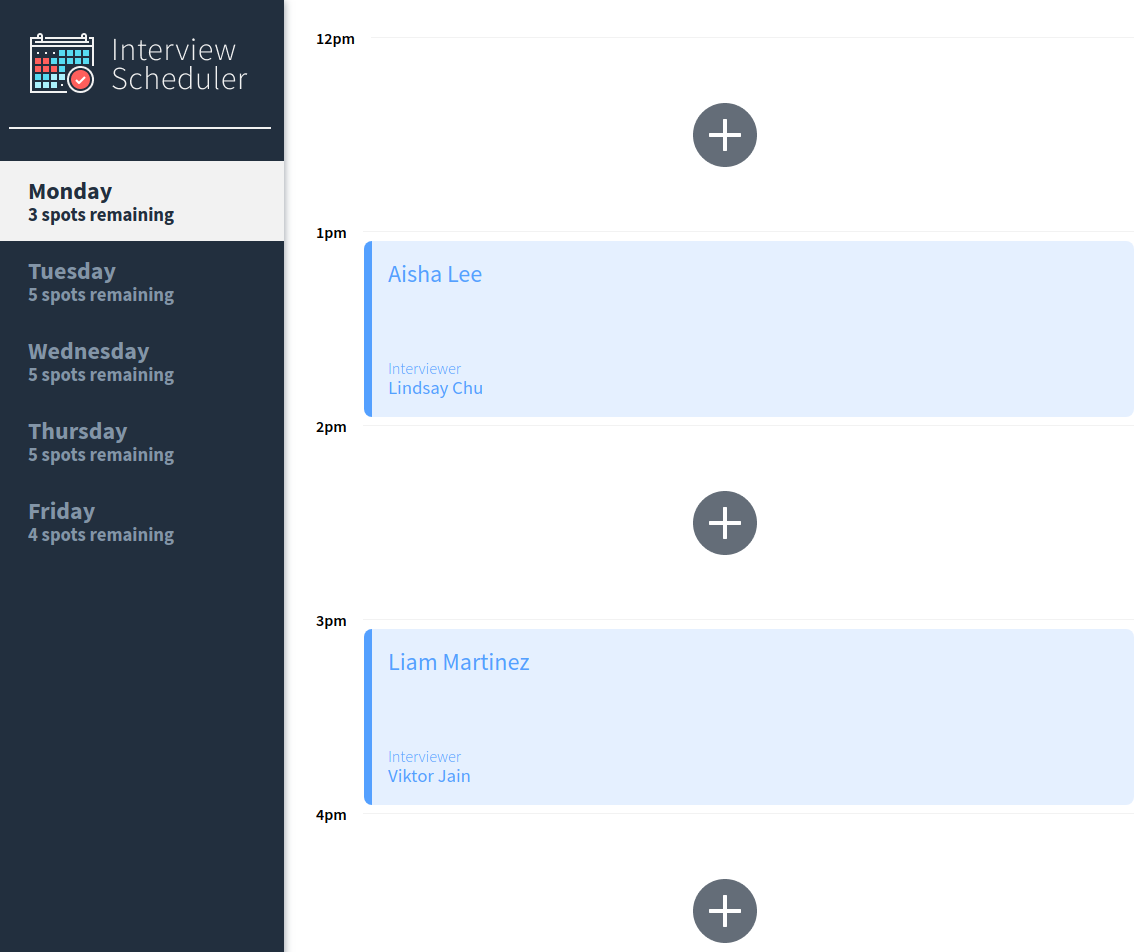 Interview
Scheduler
Monday
3 spots remaining
Tuesday
5 spots remaining
Wednesday
5 spots remaining
Thursday
5 spots remaining
Friday
4 spots remaining
12pm
1pm
Aisha Lee
Interviewer
Lindsay Chu
2pm
3pm
Liam Martinez
Interviewer
Viktor Jain
4pm